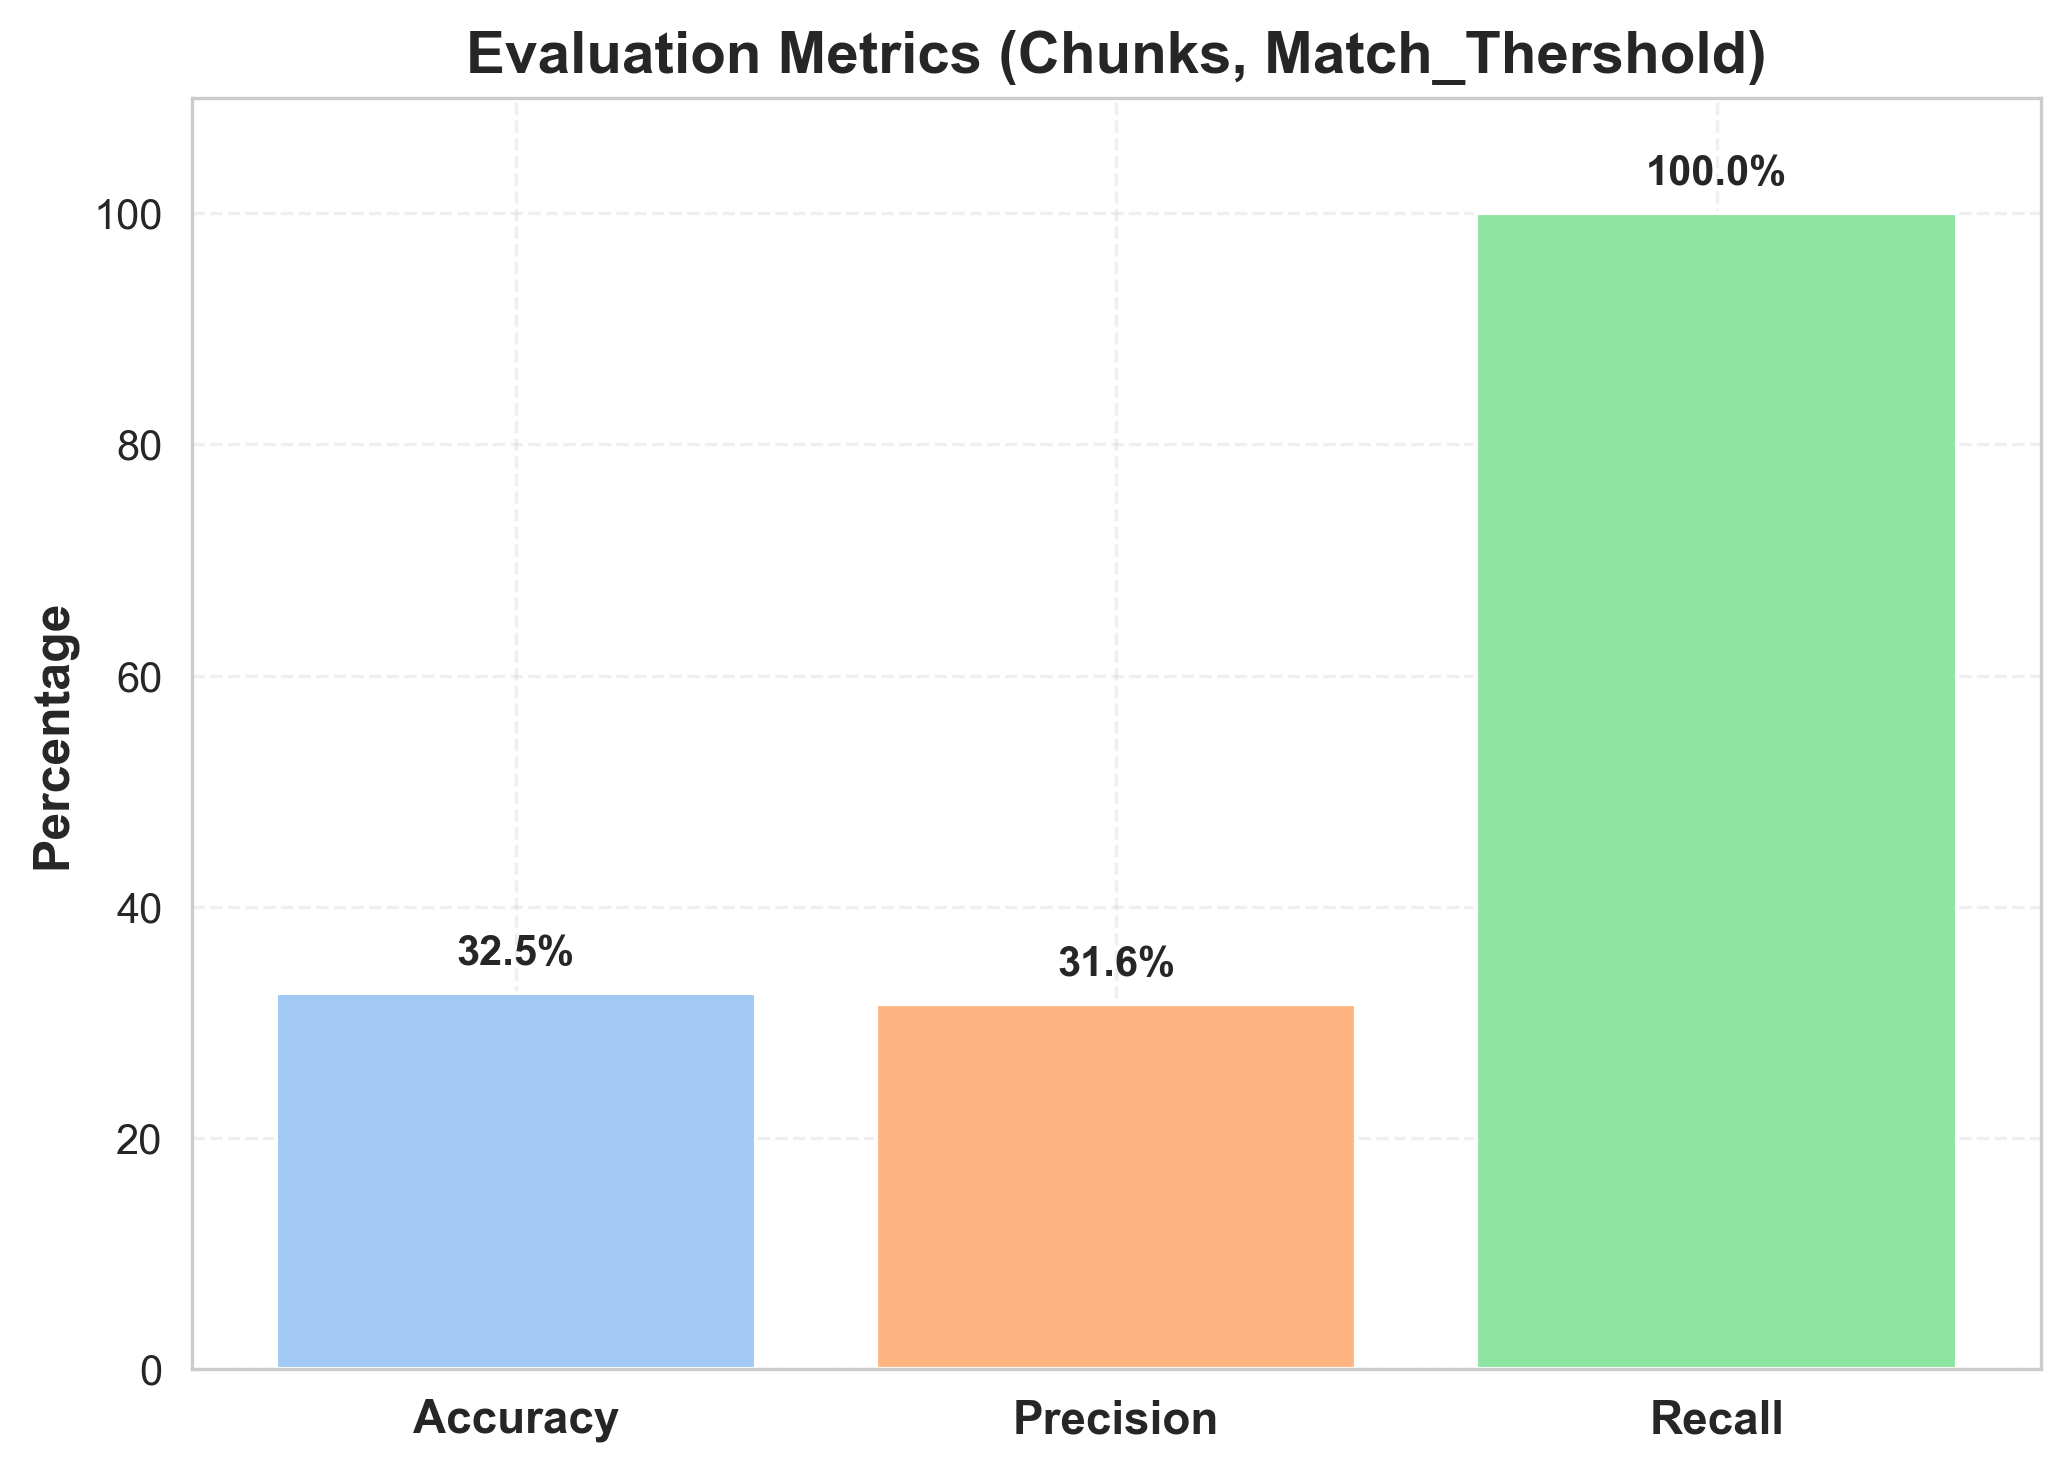 Evaluation Metrics (Chunks, Match_Thershold)
100.0%
100
80
60
Percentage
40
32.5%
31.6%
20
0
Accuracy
Precision
Recall